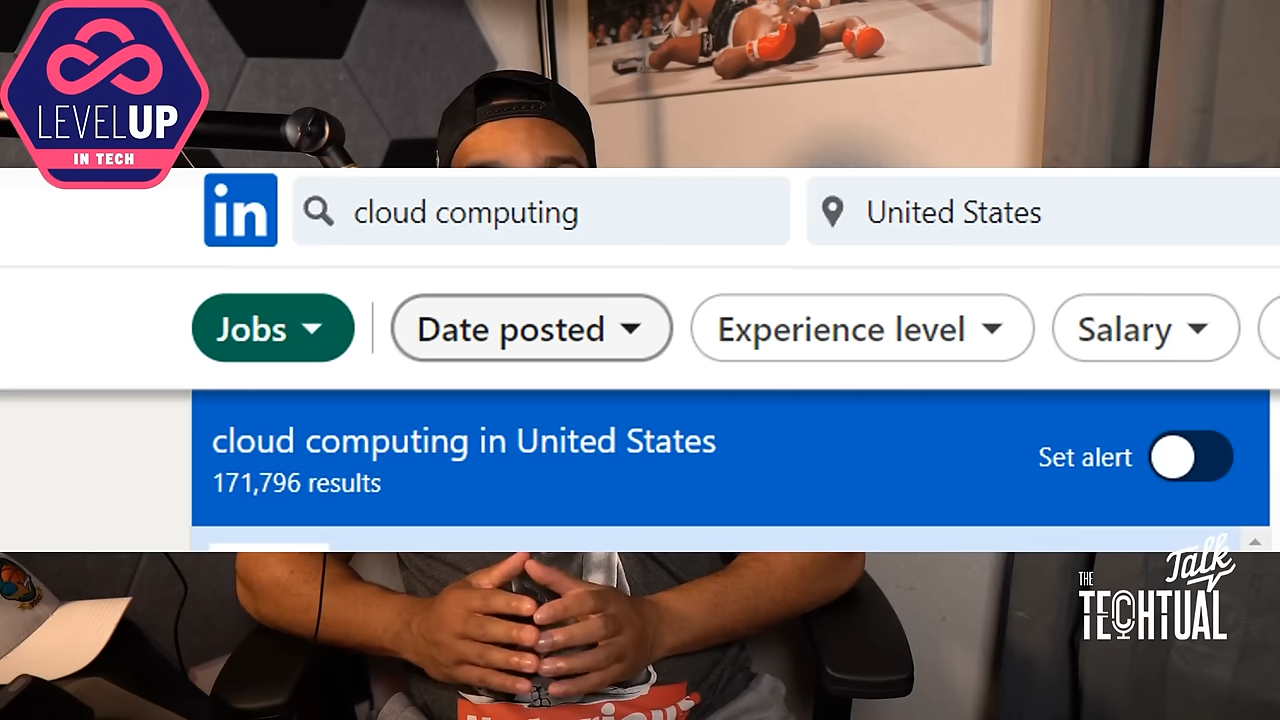 LEVELUP
IN TECH
in
cloud computing
United States
Jobs
Date posted
Experience level
Salary
cloud computing in United States
171,796 results
Set alert
Talk
THE
TECHTUAL